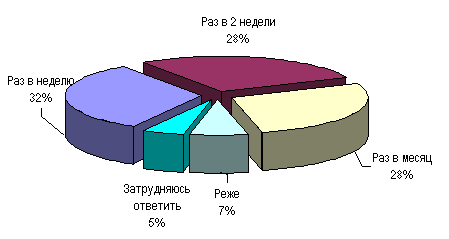 Раз в 2 недели
28%
Раз в неделю
32%
Раз в месяц
28%
Затрудняюсь
ответить
5%
Реже
7%